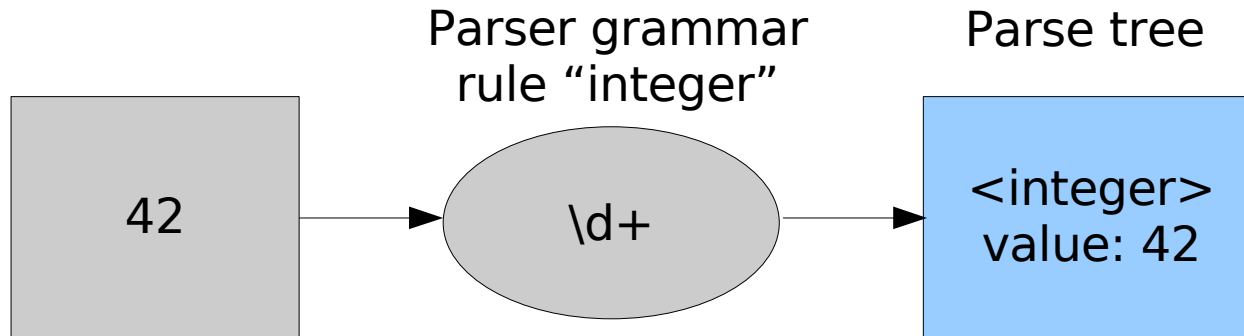 Parser grammar
rule “integer”
Parse tree
42
\d+
<integer>
value: 42